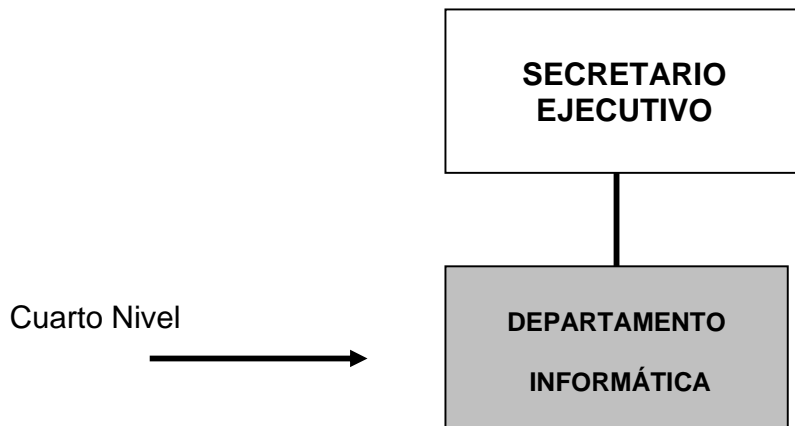 SECRETARIO
EJECUTIVO
Cuarto Nivel
DEPARTAMENTO
INFORMÁTICA